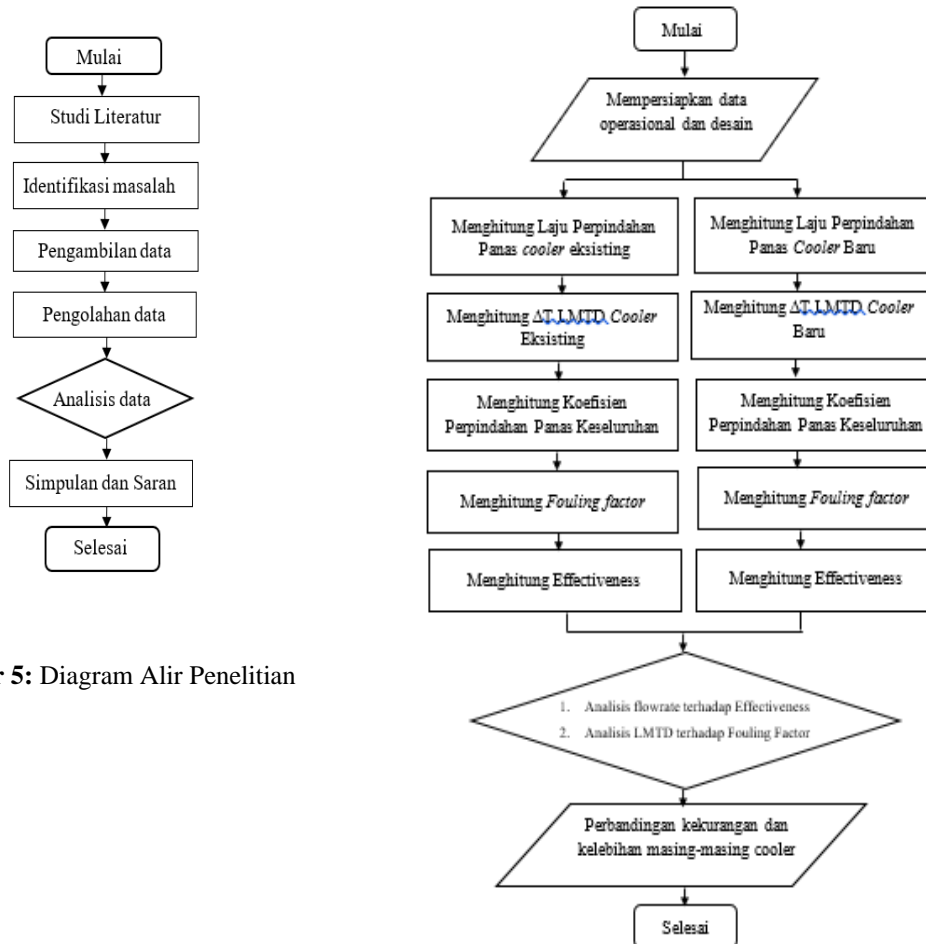 Mulai
Studi Literatur
Identifikasi masalah
Pengambilan data
Pengolahan data
Analisis data
Simpulan dan Saran
Selesai
r 5: Diagram Alir Penelitian
Mulai
Mempersiapkan data
operasional dan desain
Menghitung Laju Perpindahan
Panas cooler eksisting
Menghitung ΔT LMTD Cooler
Eksisting
Menghitung Koefisien
Perpindahan Panas Keseluruhan
Menghitung Fouling factor
Menghitung Effectiveness
Menghitung Laju Perpindahan
Panas Cooler Baru
Menghitung ΔT LMTD Cooler
Baru
Menghitung Koefisien
Perpindahan Panas Keseluruhan
Menghitung Fouling factor
Menghitung Effectiveness
1. Analisis flowrate terhadap Effectiveness
2. Analisis LMTD terhadap Fouling Factor
Perbandingan kekurangan dan
kelebihan masing-masing cooler
Selesai